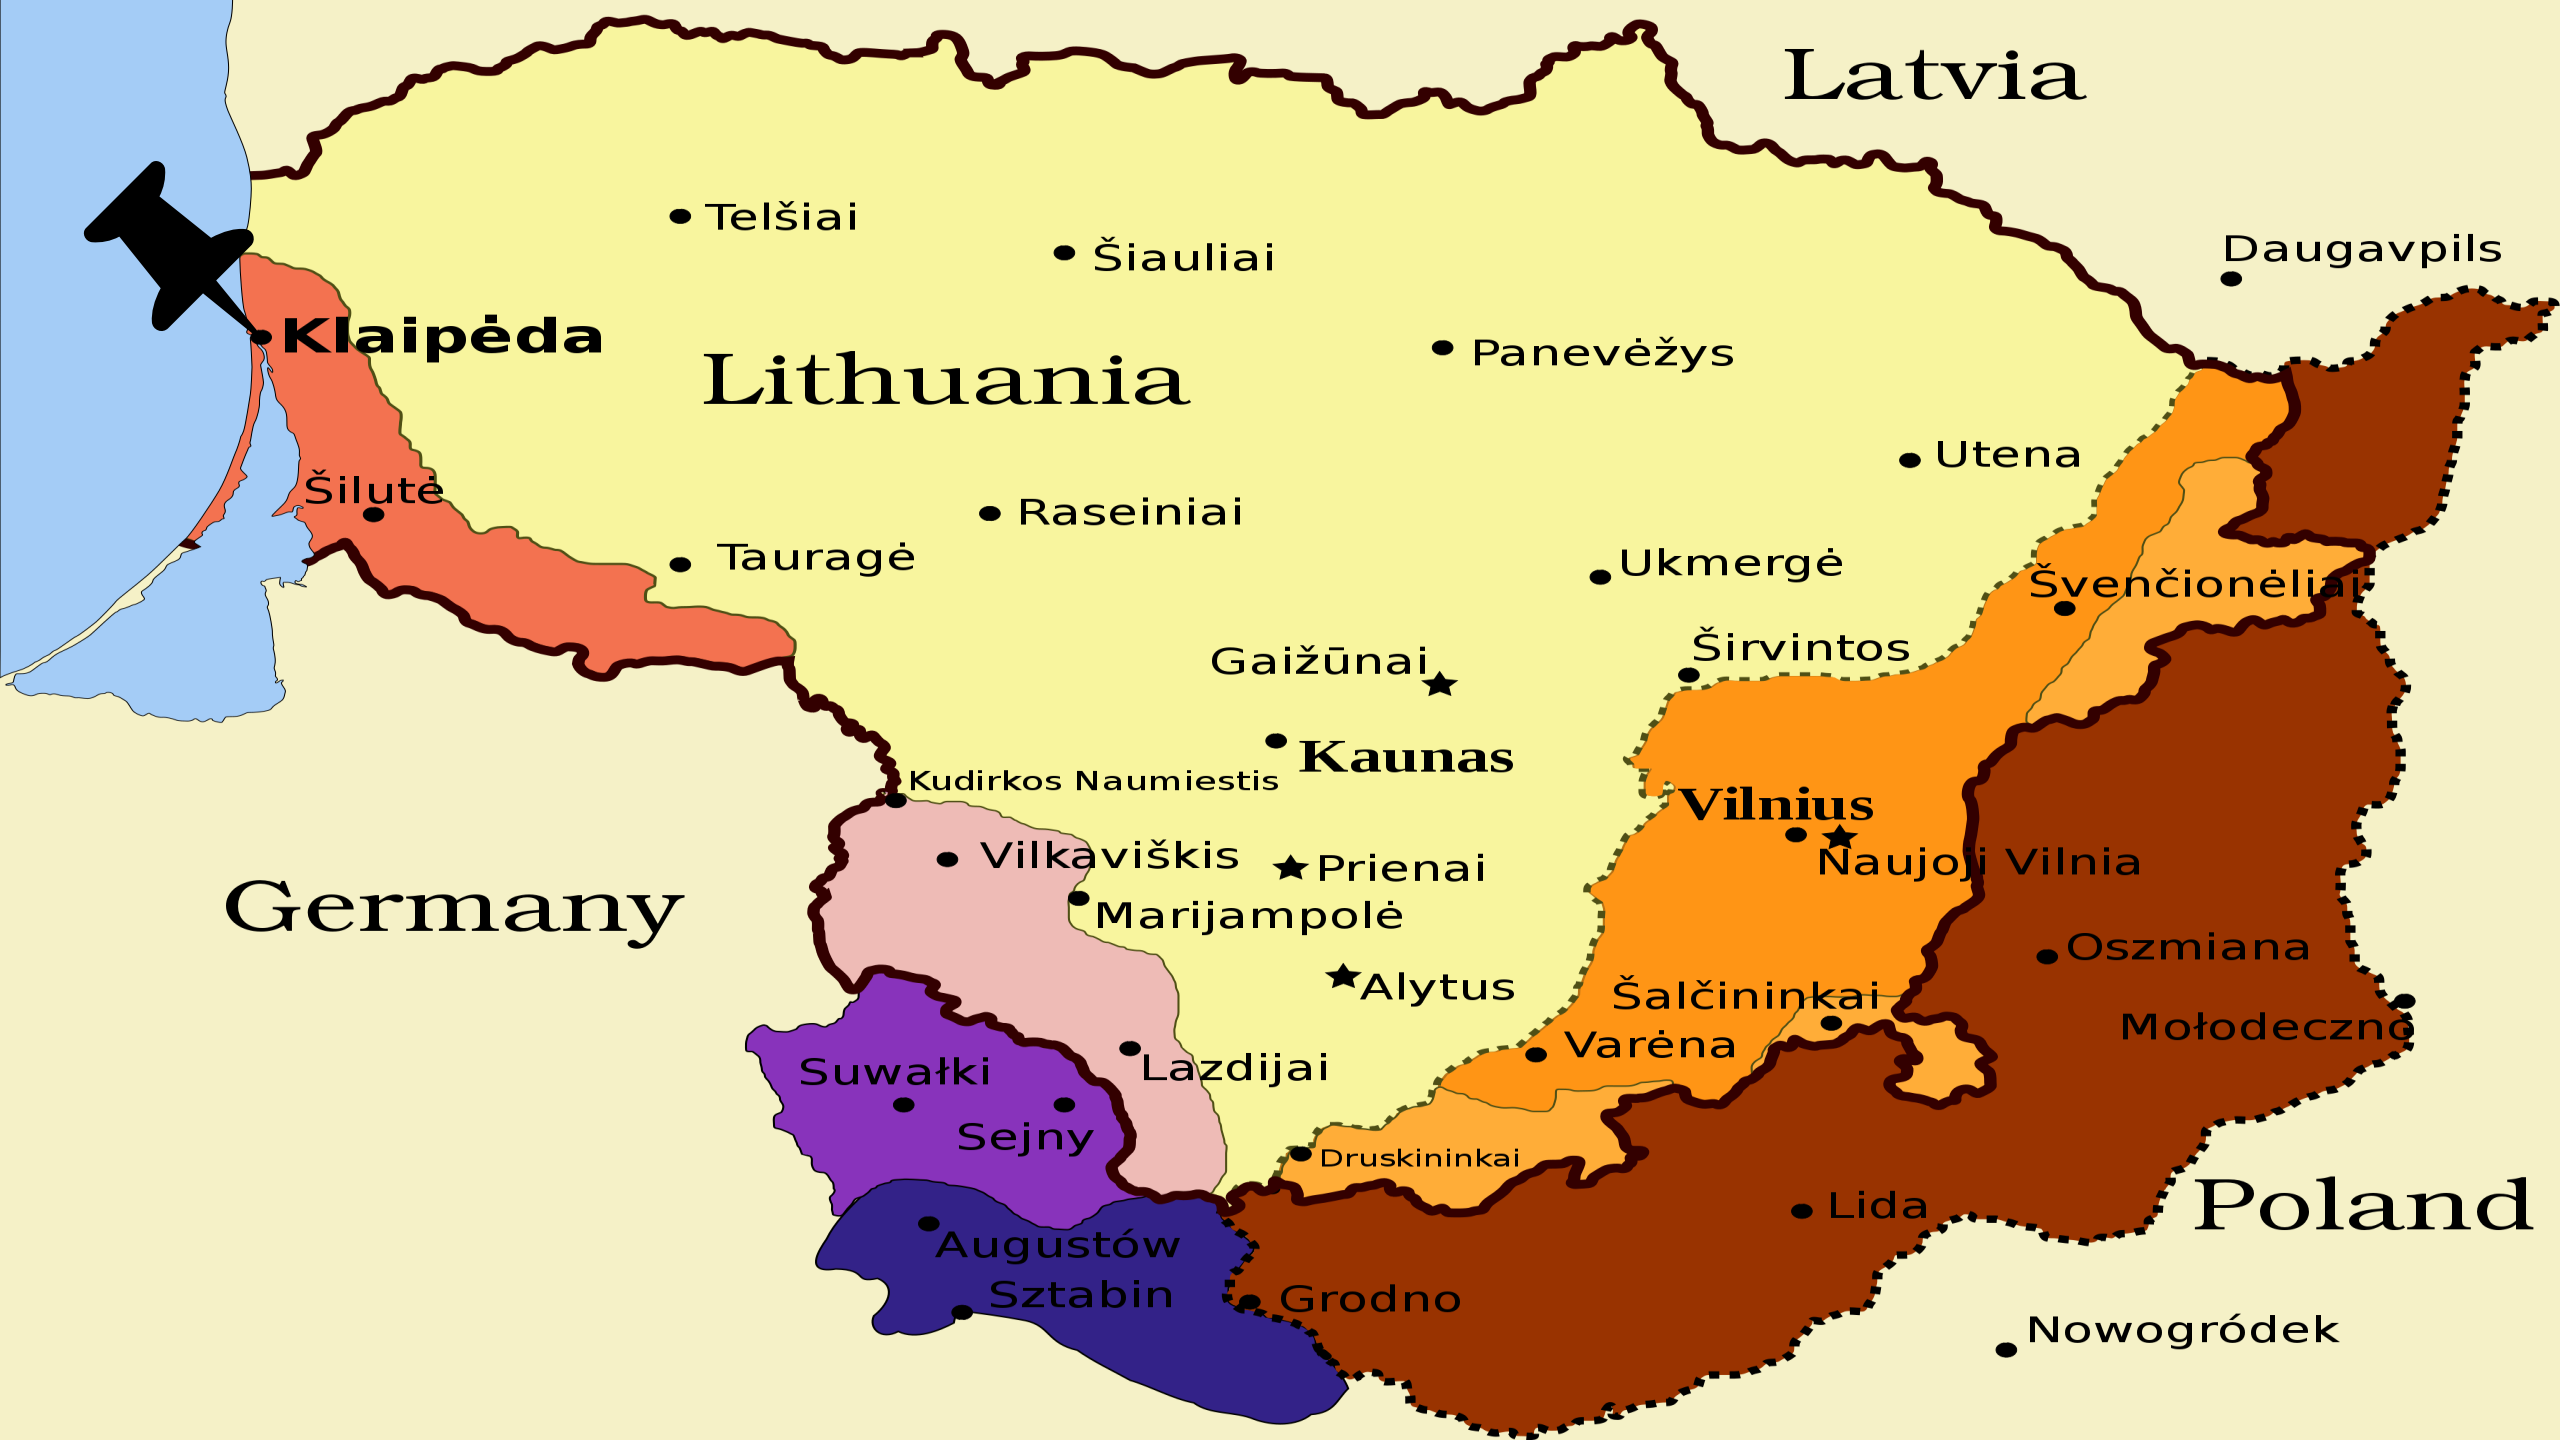 Latvia
Telšiai
Šiauliai
Daugavpils
Klaipėda
Lithuania
Panevėžys
Utena
Šilutė
Raseiniai
Tauragė
Ukmergė
Švenčionėliai
Širvintos
Gaižūnai
Kaunas
Kudirkos Naumiestis
Vilnius
Vilkaviškis
Prienai
Naujoji Vilnia
Germany
Marijampolė
Oszmiana
Alytus
Šalčininkai
Mołodeczno
Varėna
Suwałki
Lazdijai
Sejny
Druskininkai
Lida
Poland
Augustów
Sztabin
Grodno
Nowogródek